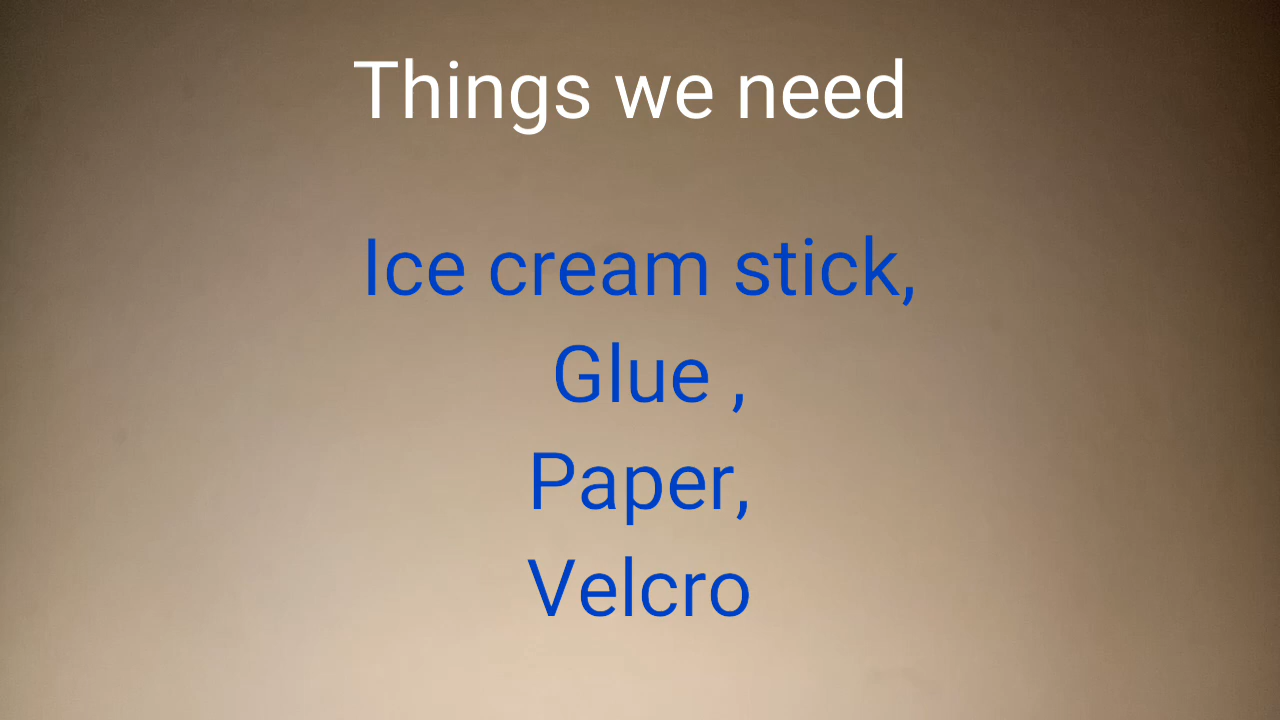 Things we need
Ice cream stick,
Glue ,
Paper,
Velcro